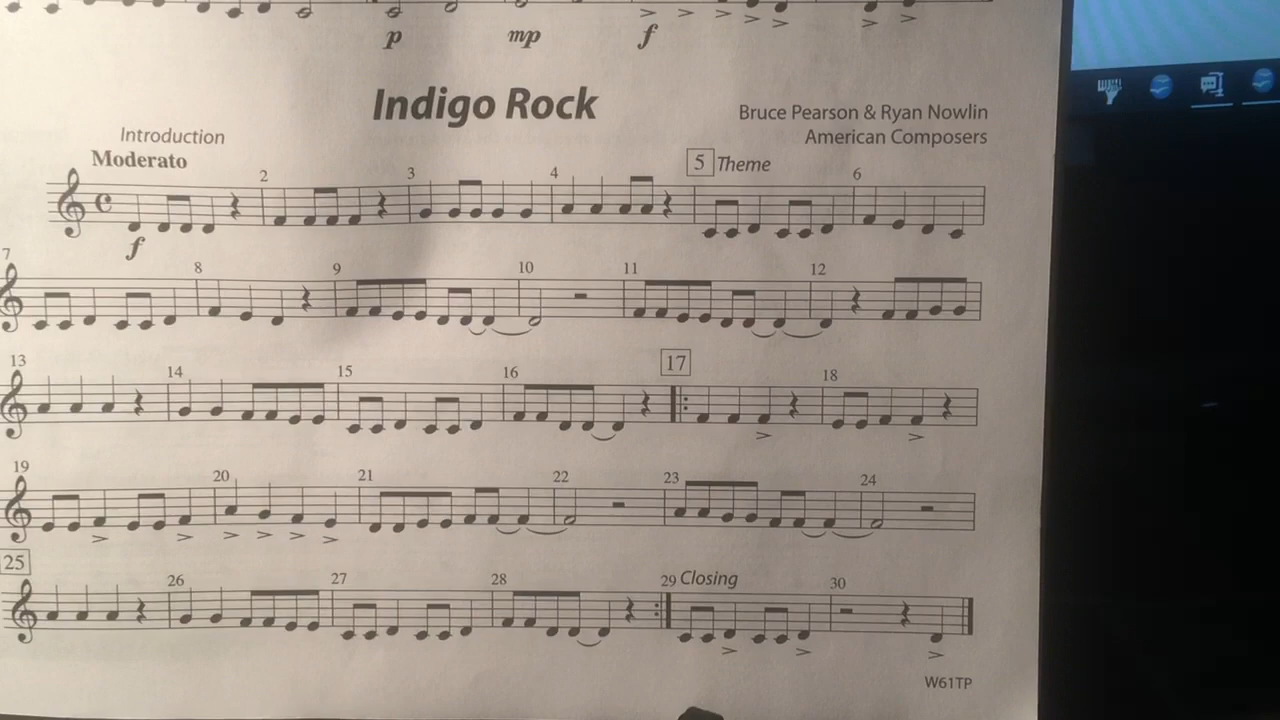 p mp f
Indigo Rock
Bruce Pearson & Ryan Nowlin
American Composers
Introduction
Moderato
2 3 4 5 Theme 6
f
7 8 9 10 11 12
13 14 15 16 17 18
19 20 21 22 23 24
25 26 27 28 29 Closing 30
W61TP